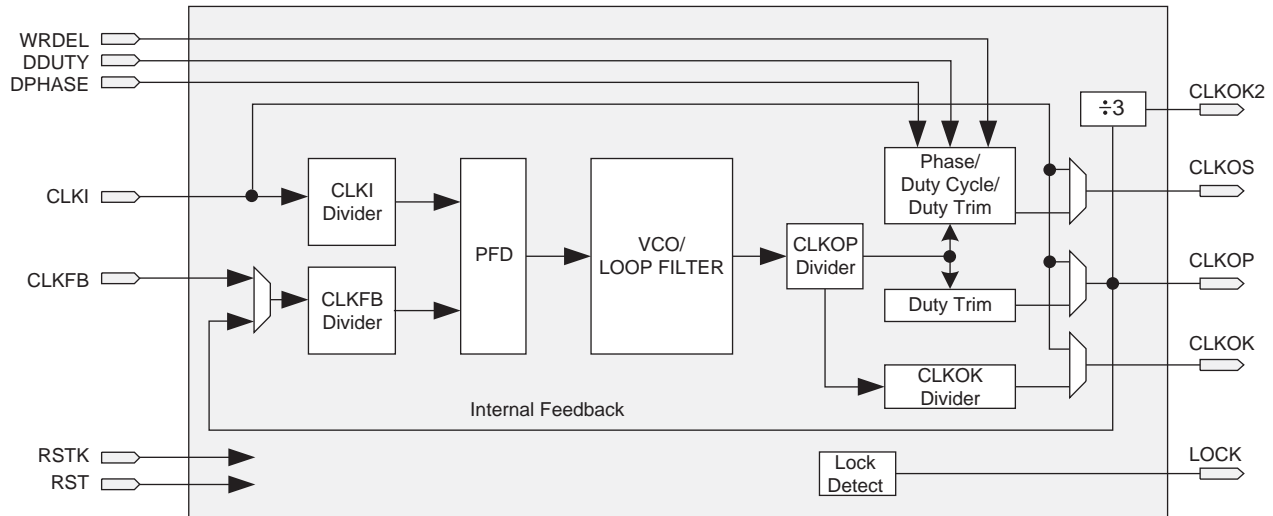 WRDEL
DDUTY
DPHASE
CLKOK2
÷3
Phase/
Duty Cycle/
Duty Trim
CLKOS
CLKI
CLKI
Divider
PFD
VCO/
LOOP FILTER
CLKOP
Divider
CLKOP
CLKFB
CLKFB
Divider
Duty Trim
CLKOK
CLKOK
Divider
Internal Feedback
RSTK
RST
Lock
Detect
LOCK